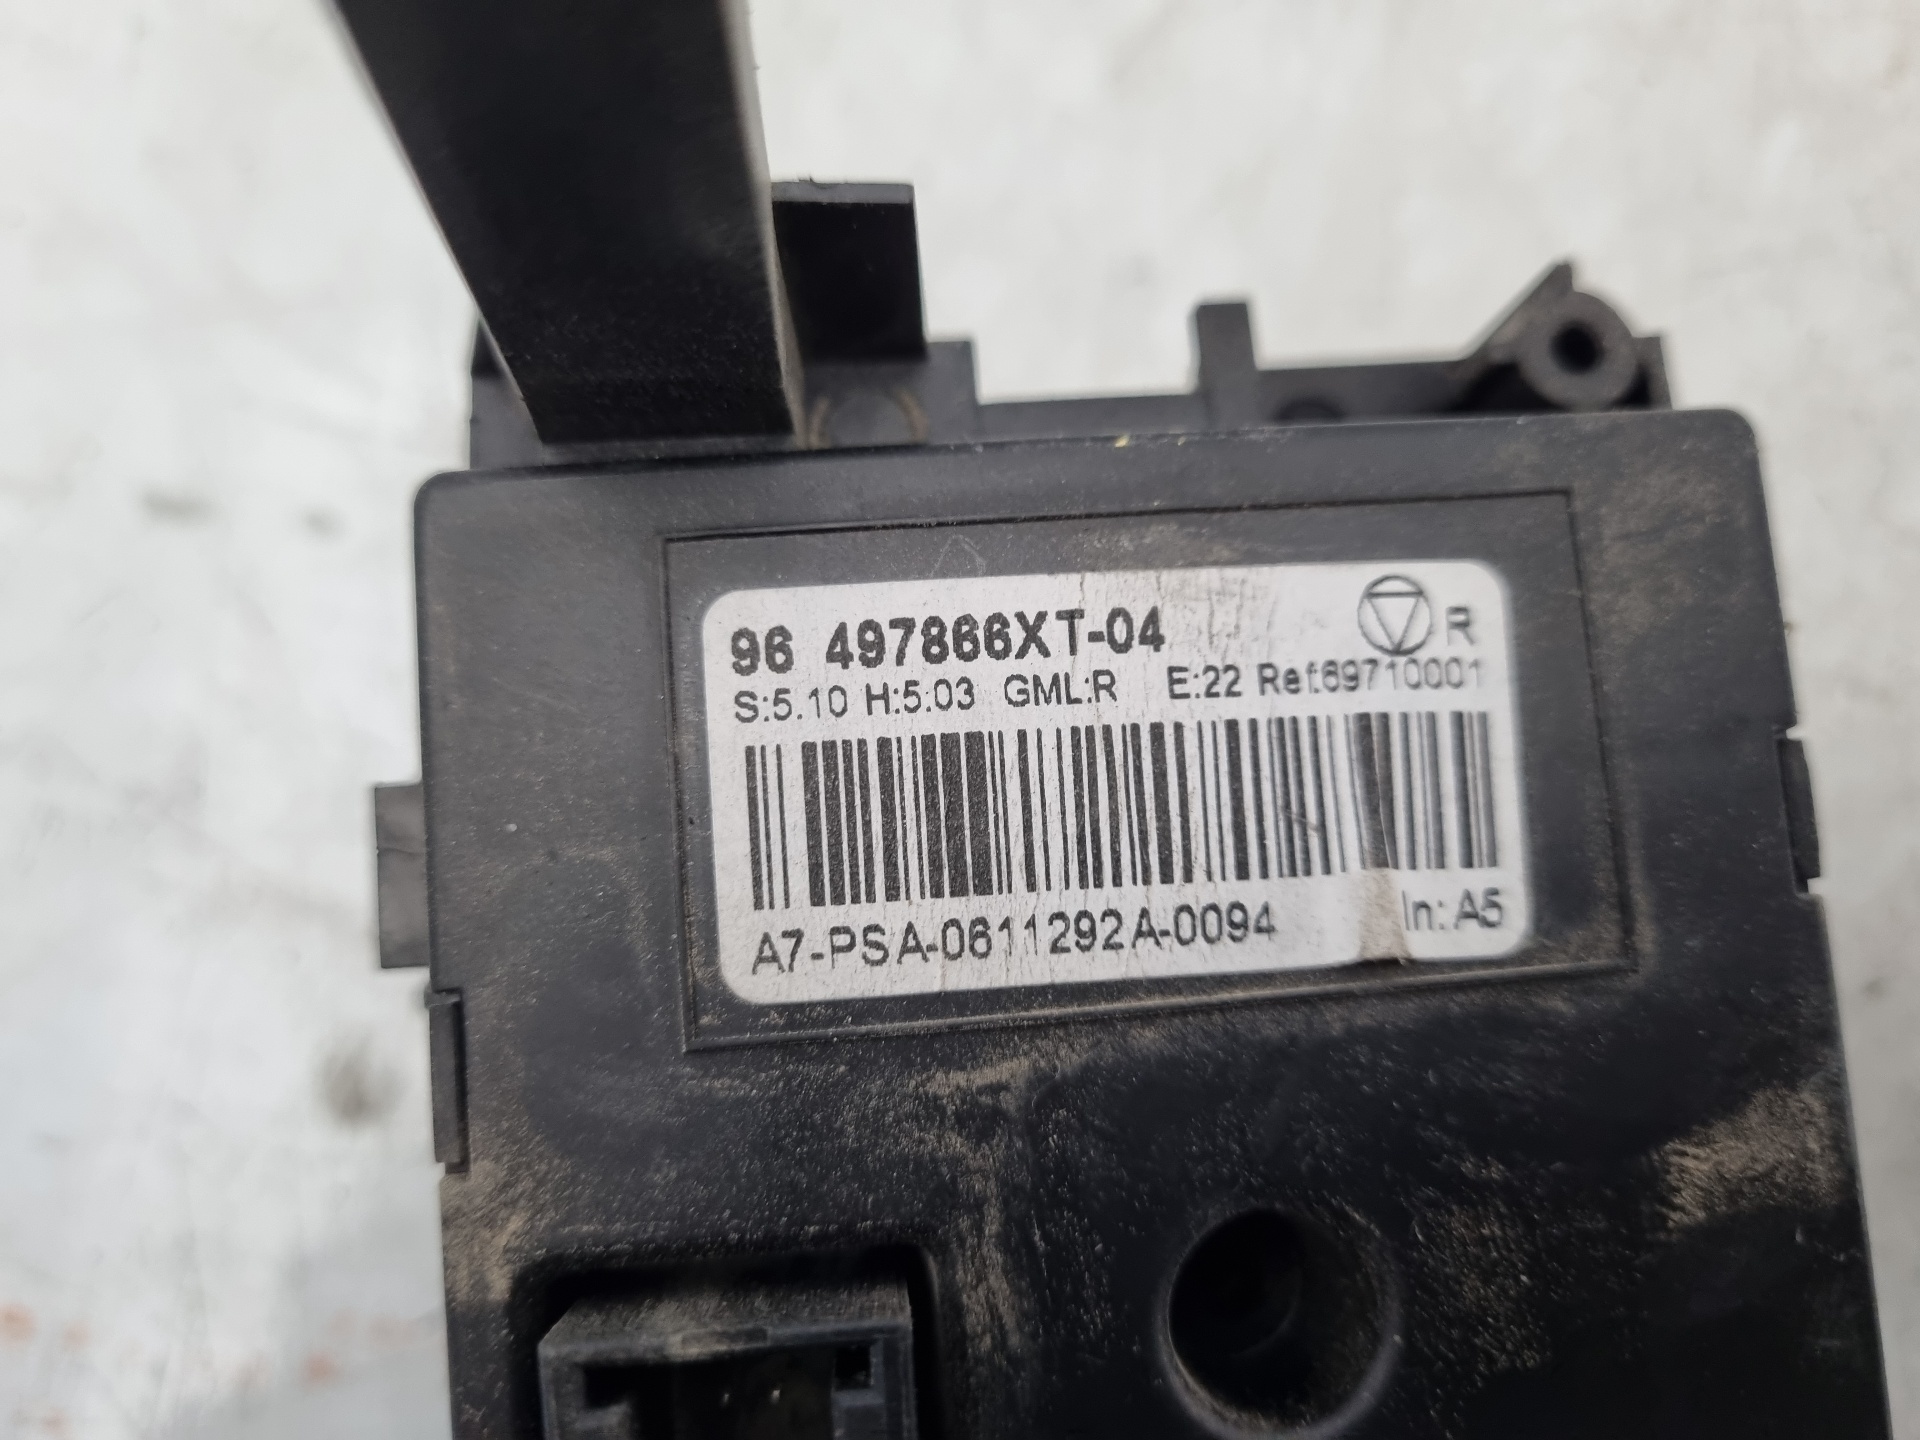 96 497866XT-04
R
S:5.10 H:5:03 GML:R E:22 Ref:69710001
A7-PSA-0611292A-0094 In: A5